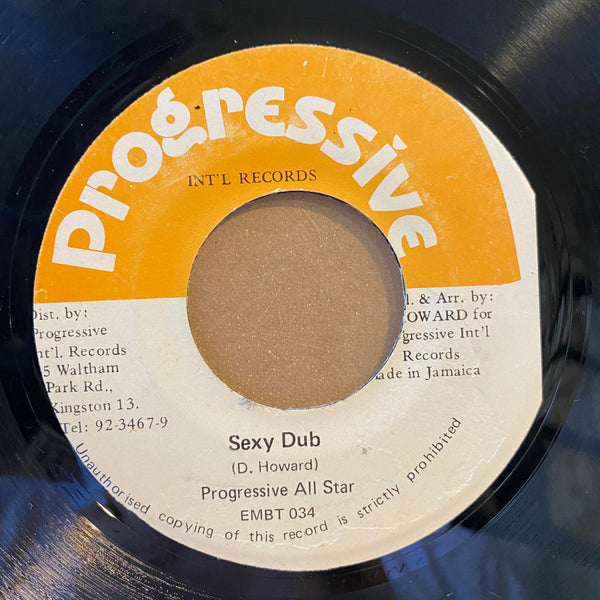 Progressive
INT'L RECORDS
Dist. by:
Progressive
Int'l. Records
5 Waltham
Park Rd.,
Kingston 13.
Tel: 92-3467-9
d. & Arr. by:
HOWARD for
gressive Int'l
Records
Made in Jamaica
Sexy Dub
(D. Howard)
Progressive All Star
EMBT 034
Unauthorised copying of this record is strictly prohibited